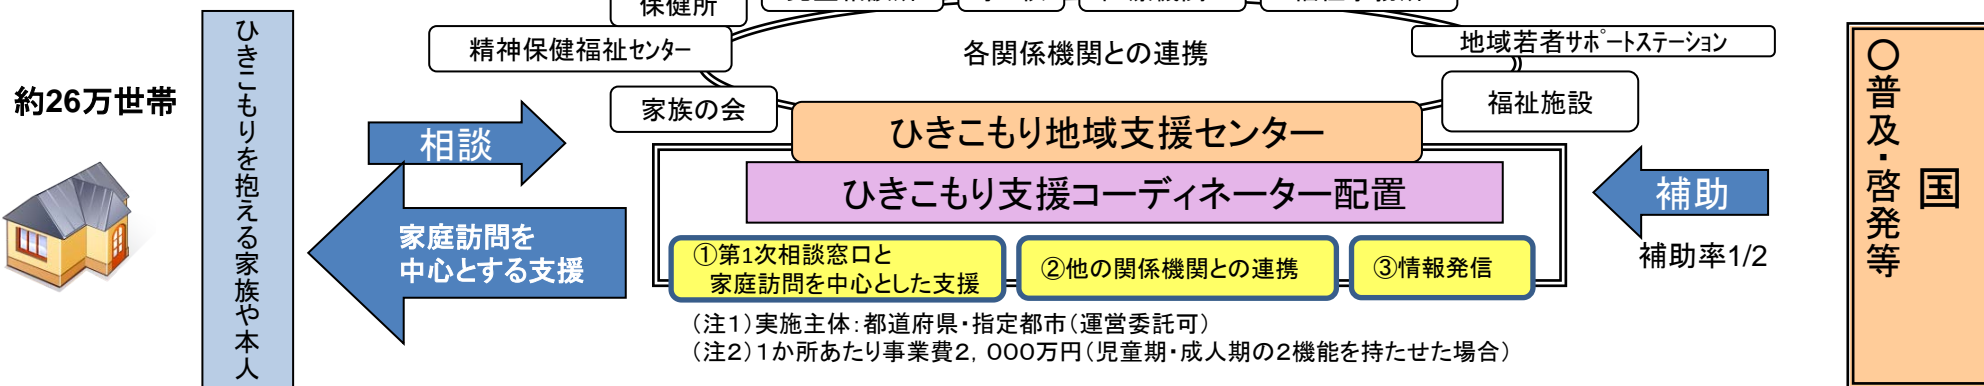 保健所
精神保健福祉センター
各関係機関との連携
地域若者サポートステーション
家族の会
福祉施設
約26万世帯
ひきこもりを抱える家族や本人
相談
家庭訪問を
中心とする支援
ひきこもり地域支援センター
ひきこもり支援コーディネーター配置
①第1次相談窓口と
家庭訪問を中心とした支援
②他の関係機関との連携
③情報発信
補助
補助率1/2
国
〇普及・啓発等
（注1）実施主体：都道府県・指定都市（運営委託可）
（注2）1か所あたり事業費2，000万円（児童期・成人期の2機能を持たせた場合）